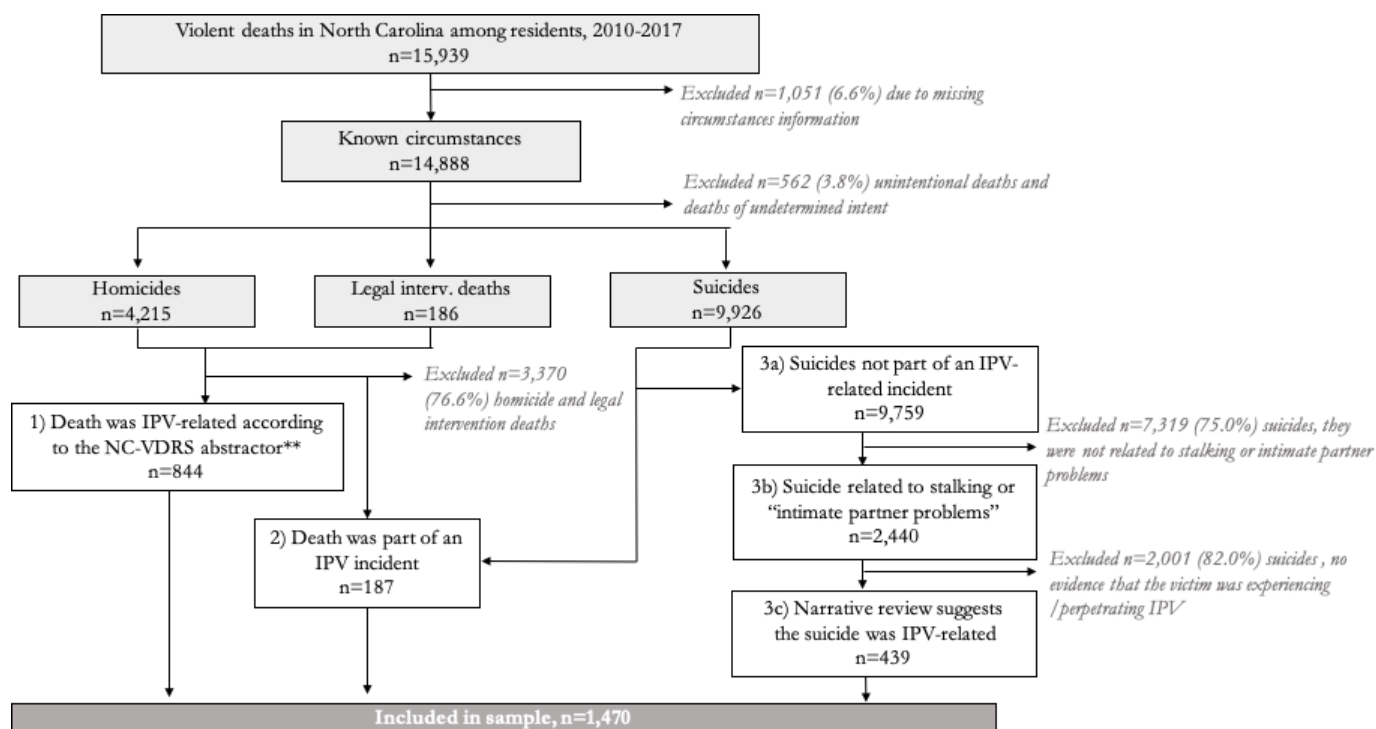 Violent deaths in North Carolina among residents, 2010-2017
n=15,939
Excluded n=1,051 (6.6%) due to missing
circumstances information
Known circumstances
n=14,888
Excluded n=562 (3.8%) unintentional deaths and
deaths of undetermined intent
Homicides
n=4,215
Legal interv. deaths
n=186
Suicides
n=9,926
Excluded n=3,370
(76.6%) homicide and legal
intervention deaths
3a) Suicides not part of an IPV-
related incident
n=9,759
1) Death was IPV-related according
to the NC-VDRS abstractor**
n=844
Excluded n=7,319 (75.0%) suicides, they
were not related to stalking or intimate partner
problems
3b) Suicide related to stalking or
“intimate partner problems”
n=2,440
2) Death was part of an
IPV incident
n=187
Excluded n=2,001 (82.0%) suicides , no
evidence that the victim was experiencing
/perpetrating IPV
3c) Narrative review suggests
the suicide was IPV-related
n=439
Included in sample, n=1,470